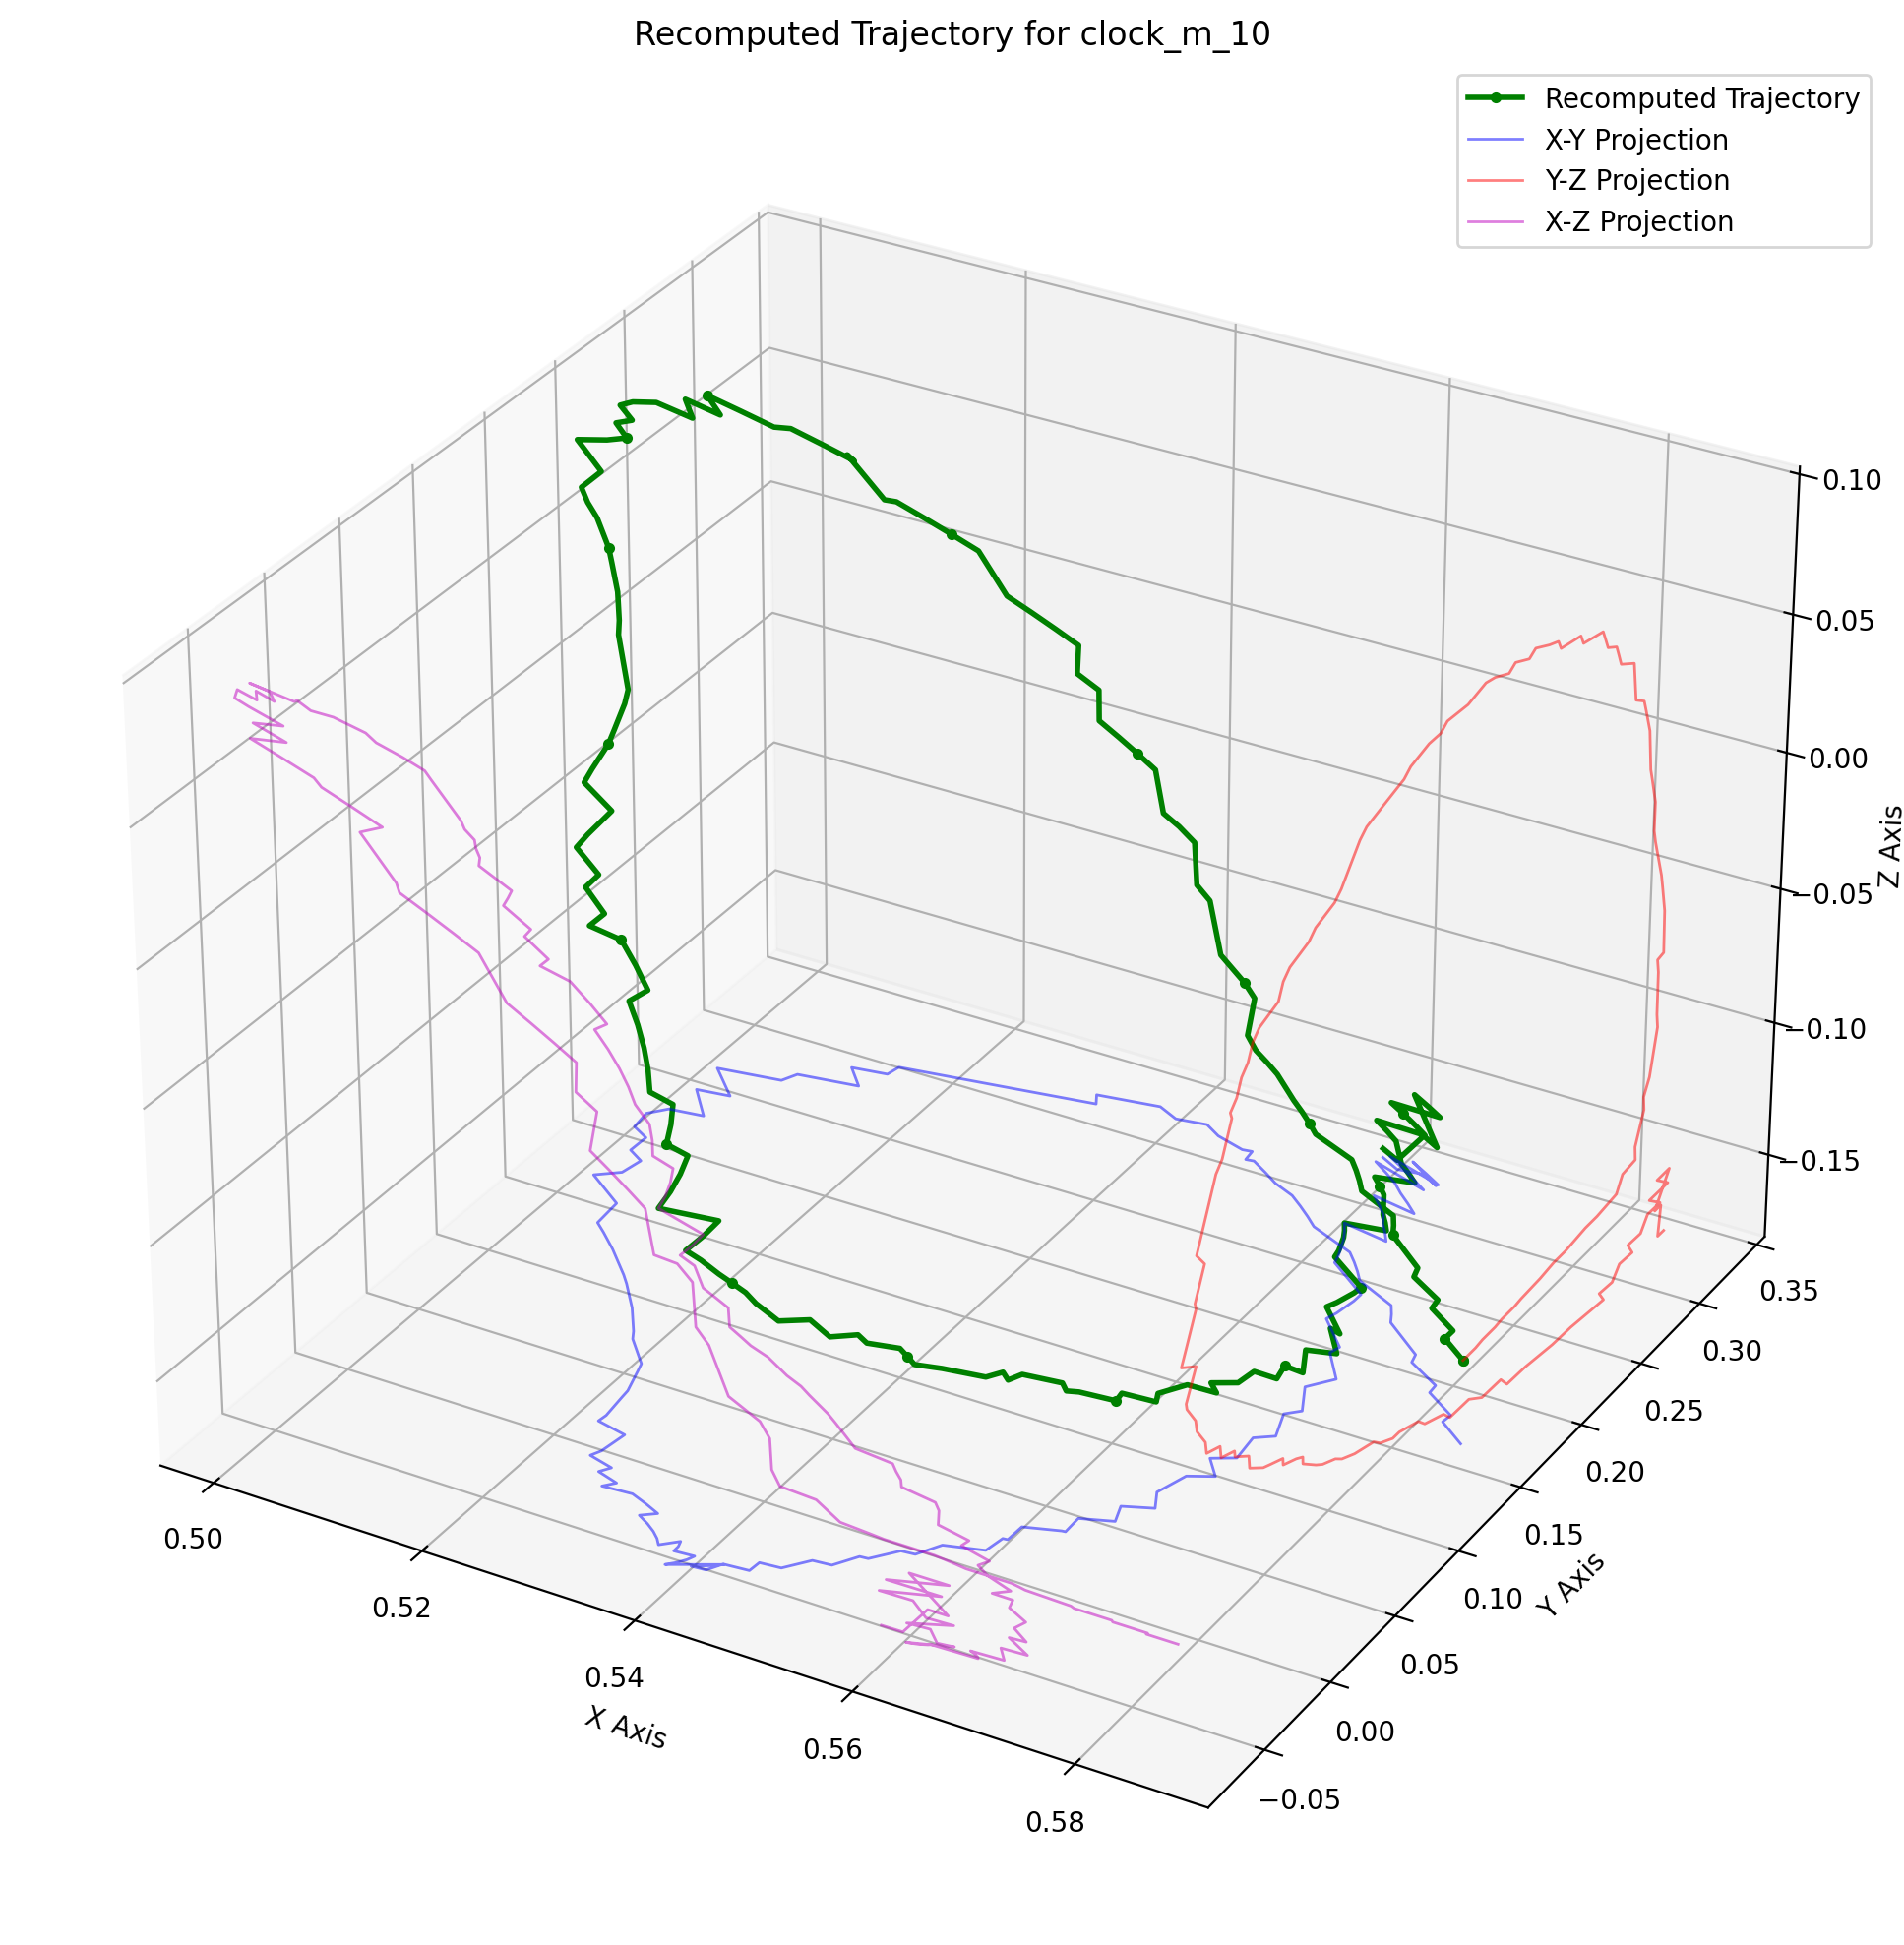 Recomputed Trajectory for clock_m_10
Recomputed Trajectory
X-Y Projection
Y-Z Projection
X-Z Projection
0.10
0.05
0.00
−0.05
−0.10
−0.15
Z Axis
0.35
0.30
0.25
0.20
0.15
0.10
0.05
0.00
−0.05
Y Axis
0.50
0.52
0.54
0.56
0.58
X Axis